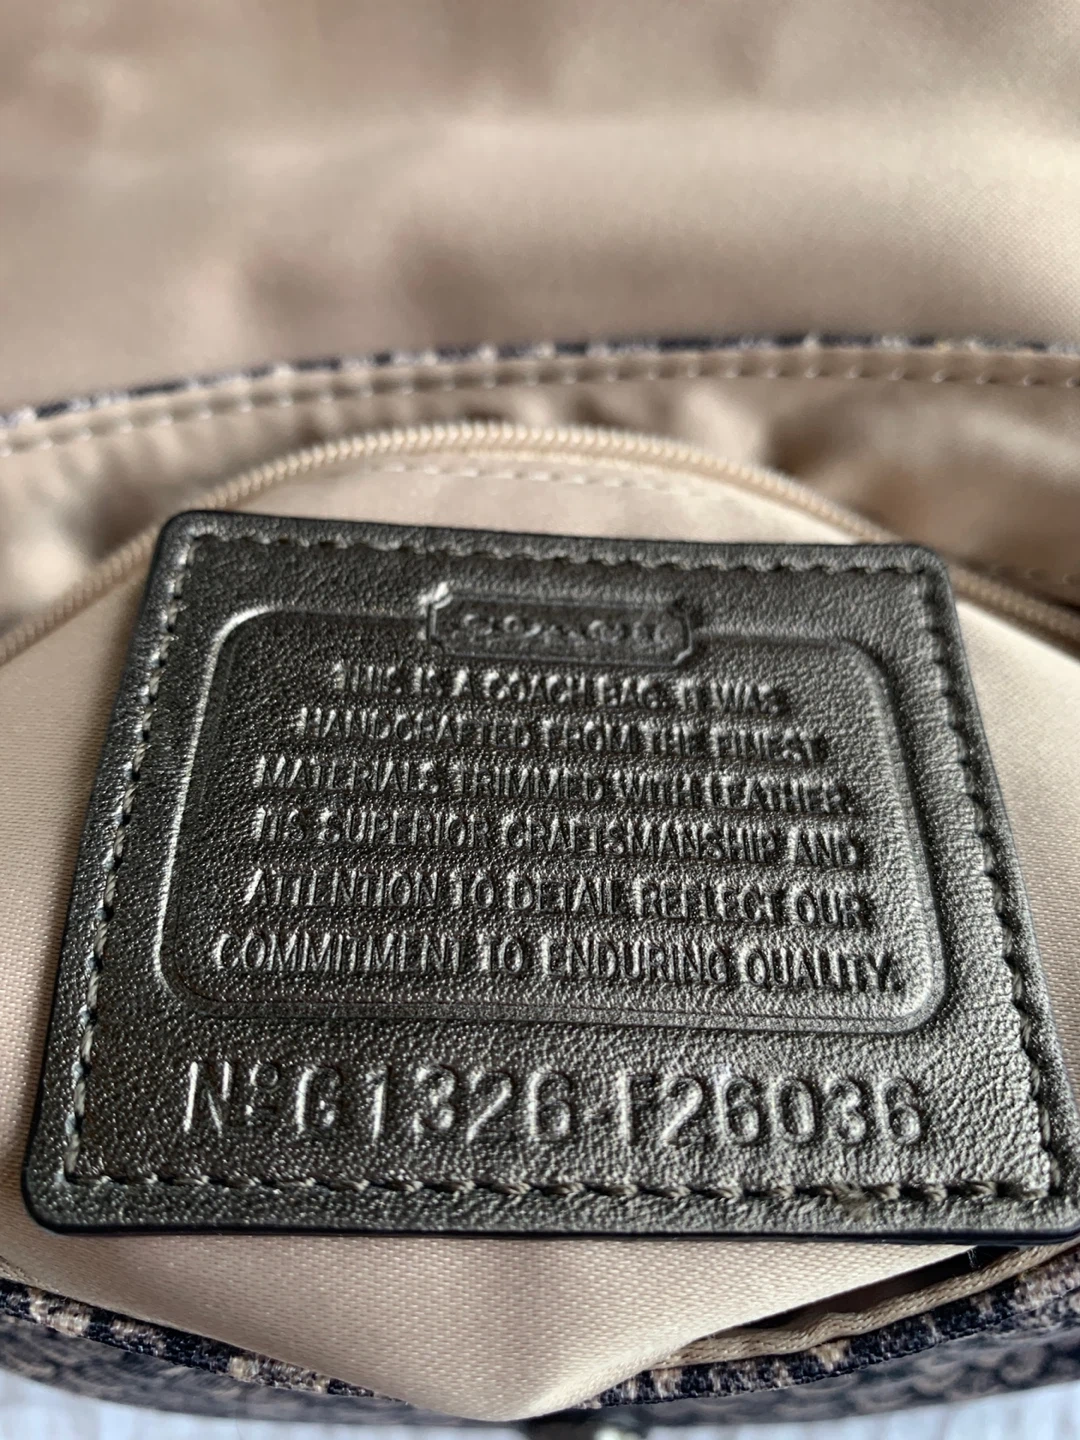 COACH
THIS IS A COACH BAG. IT WAS
HANDCRAFTED FROM THE FINEST
MATERIALS TRIMMED WITH LEATHER.
ITS SUPERIOR CRAFTSMANSHIP AND
ATTENTION TO DETAIL REFLECT OUR
COMMITMENT TO ENDURING QUALITY.
Nº G1326-F26036